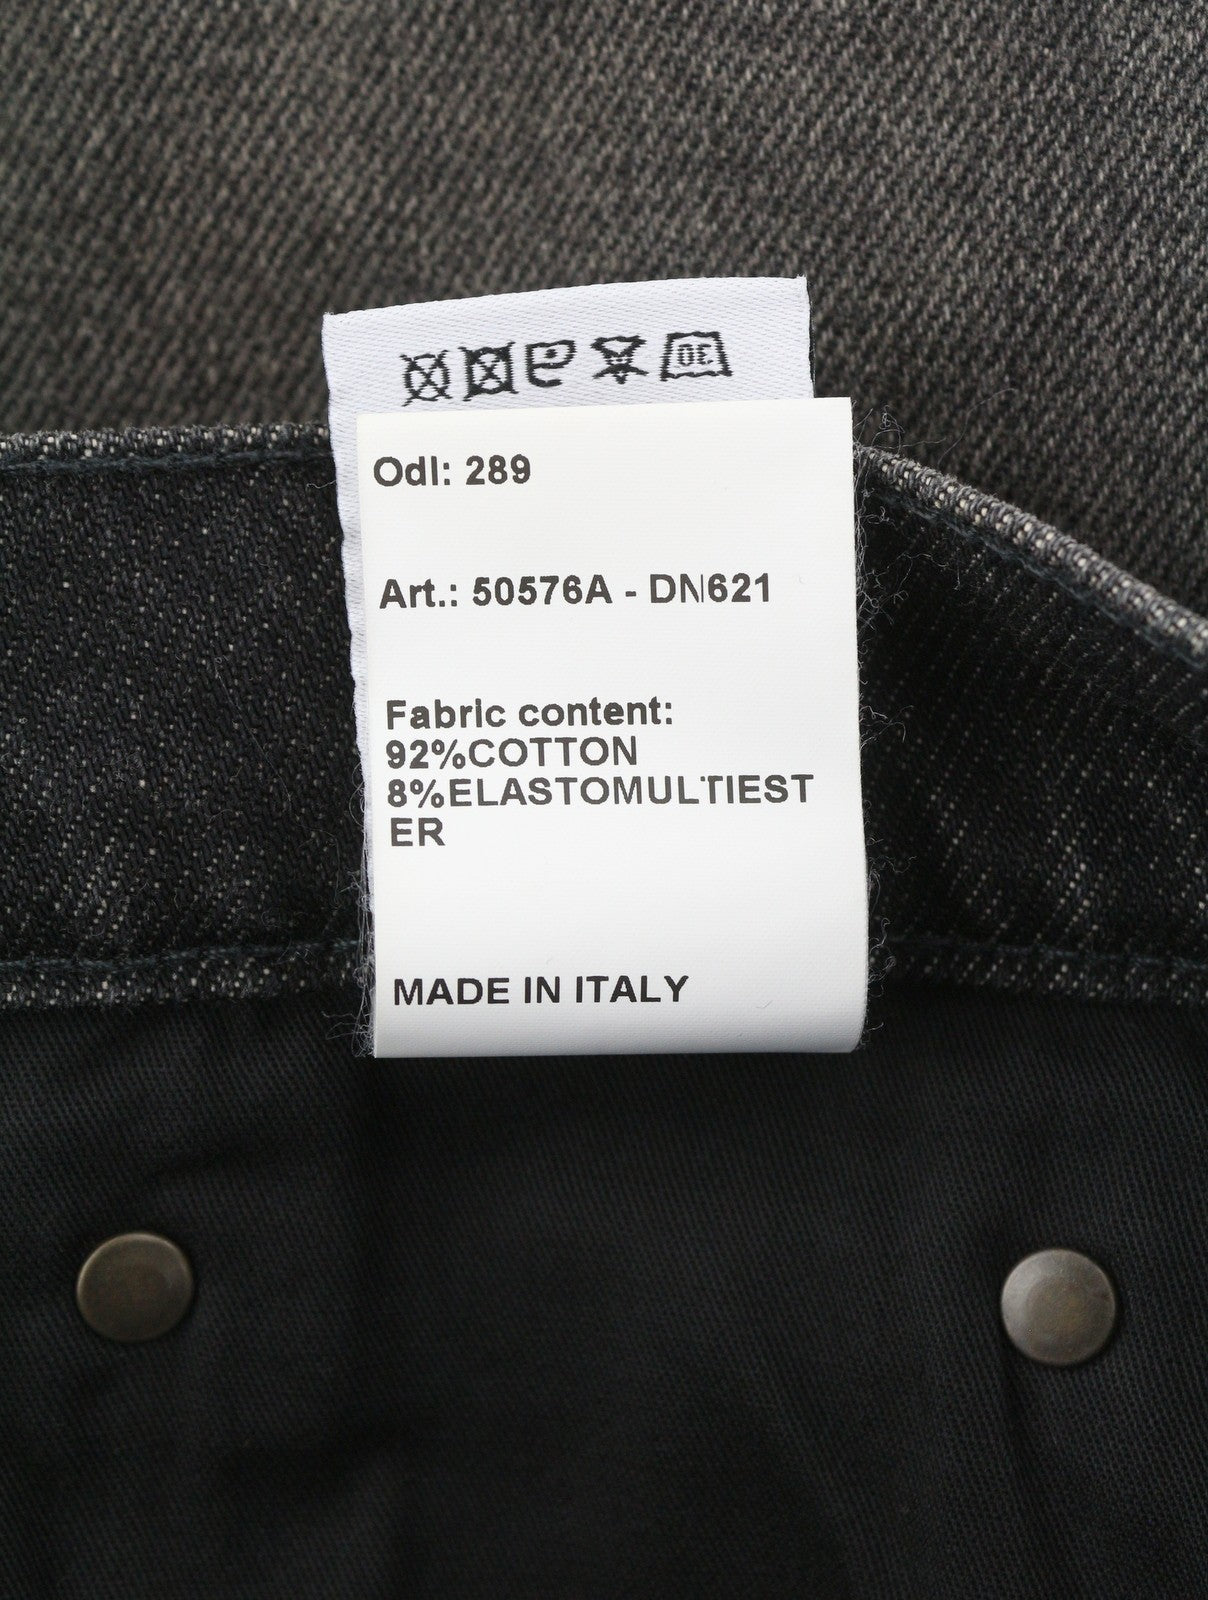 Odl: 289
Art.: 50576A - DN621
Fabric content:
92%COTTON
8%ELASTOMULTIEST
ER
MADE IN ITALY